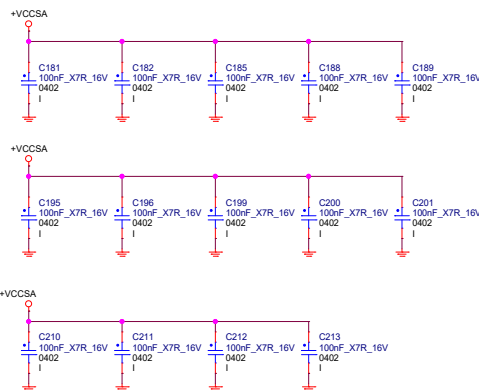 +VCCSA
C181 C182 C185 C188 C189
100nF_X7R_16V 100nF_X7R_16V 100nF_X7R_16V 100nF_X7R_16V 100nF_X7R_16V
0402 0402 0402 0402 0402
I I I I I
+VCCSA
C195 C196 C199 C200 C201
100nF_X7R_16V 100nF_X7R_16V 100nF_X7R_16V 100nF_X7R_16V 100nF_X7R_16V
0402 0402 0402 0402 0402
I I I I I
+VCCSA
C210 C211 C212 C213
100nF_X7R_16V 100nF_X7R_16V 100nF_X7R_16V 100nF_X7R_16V
0402 0402 0402 0402
I I I I